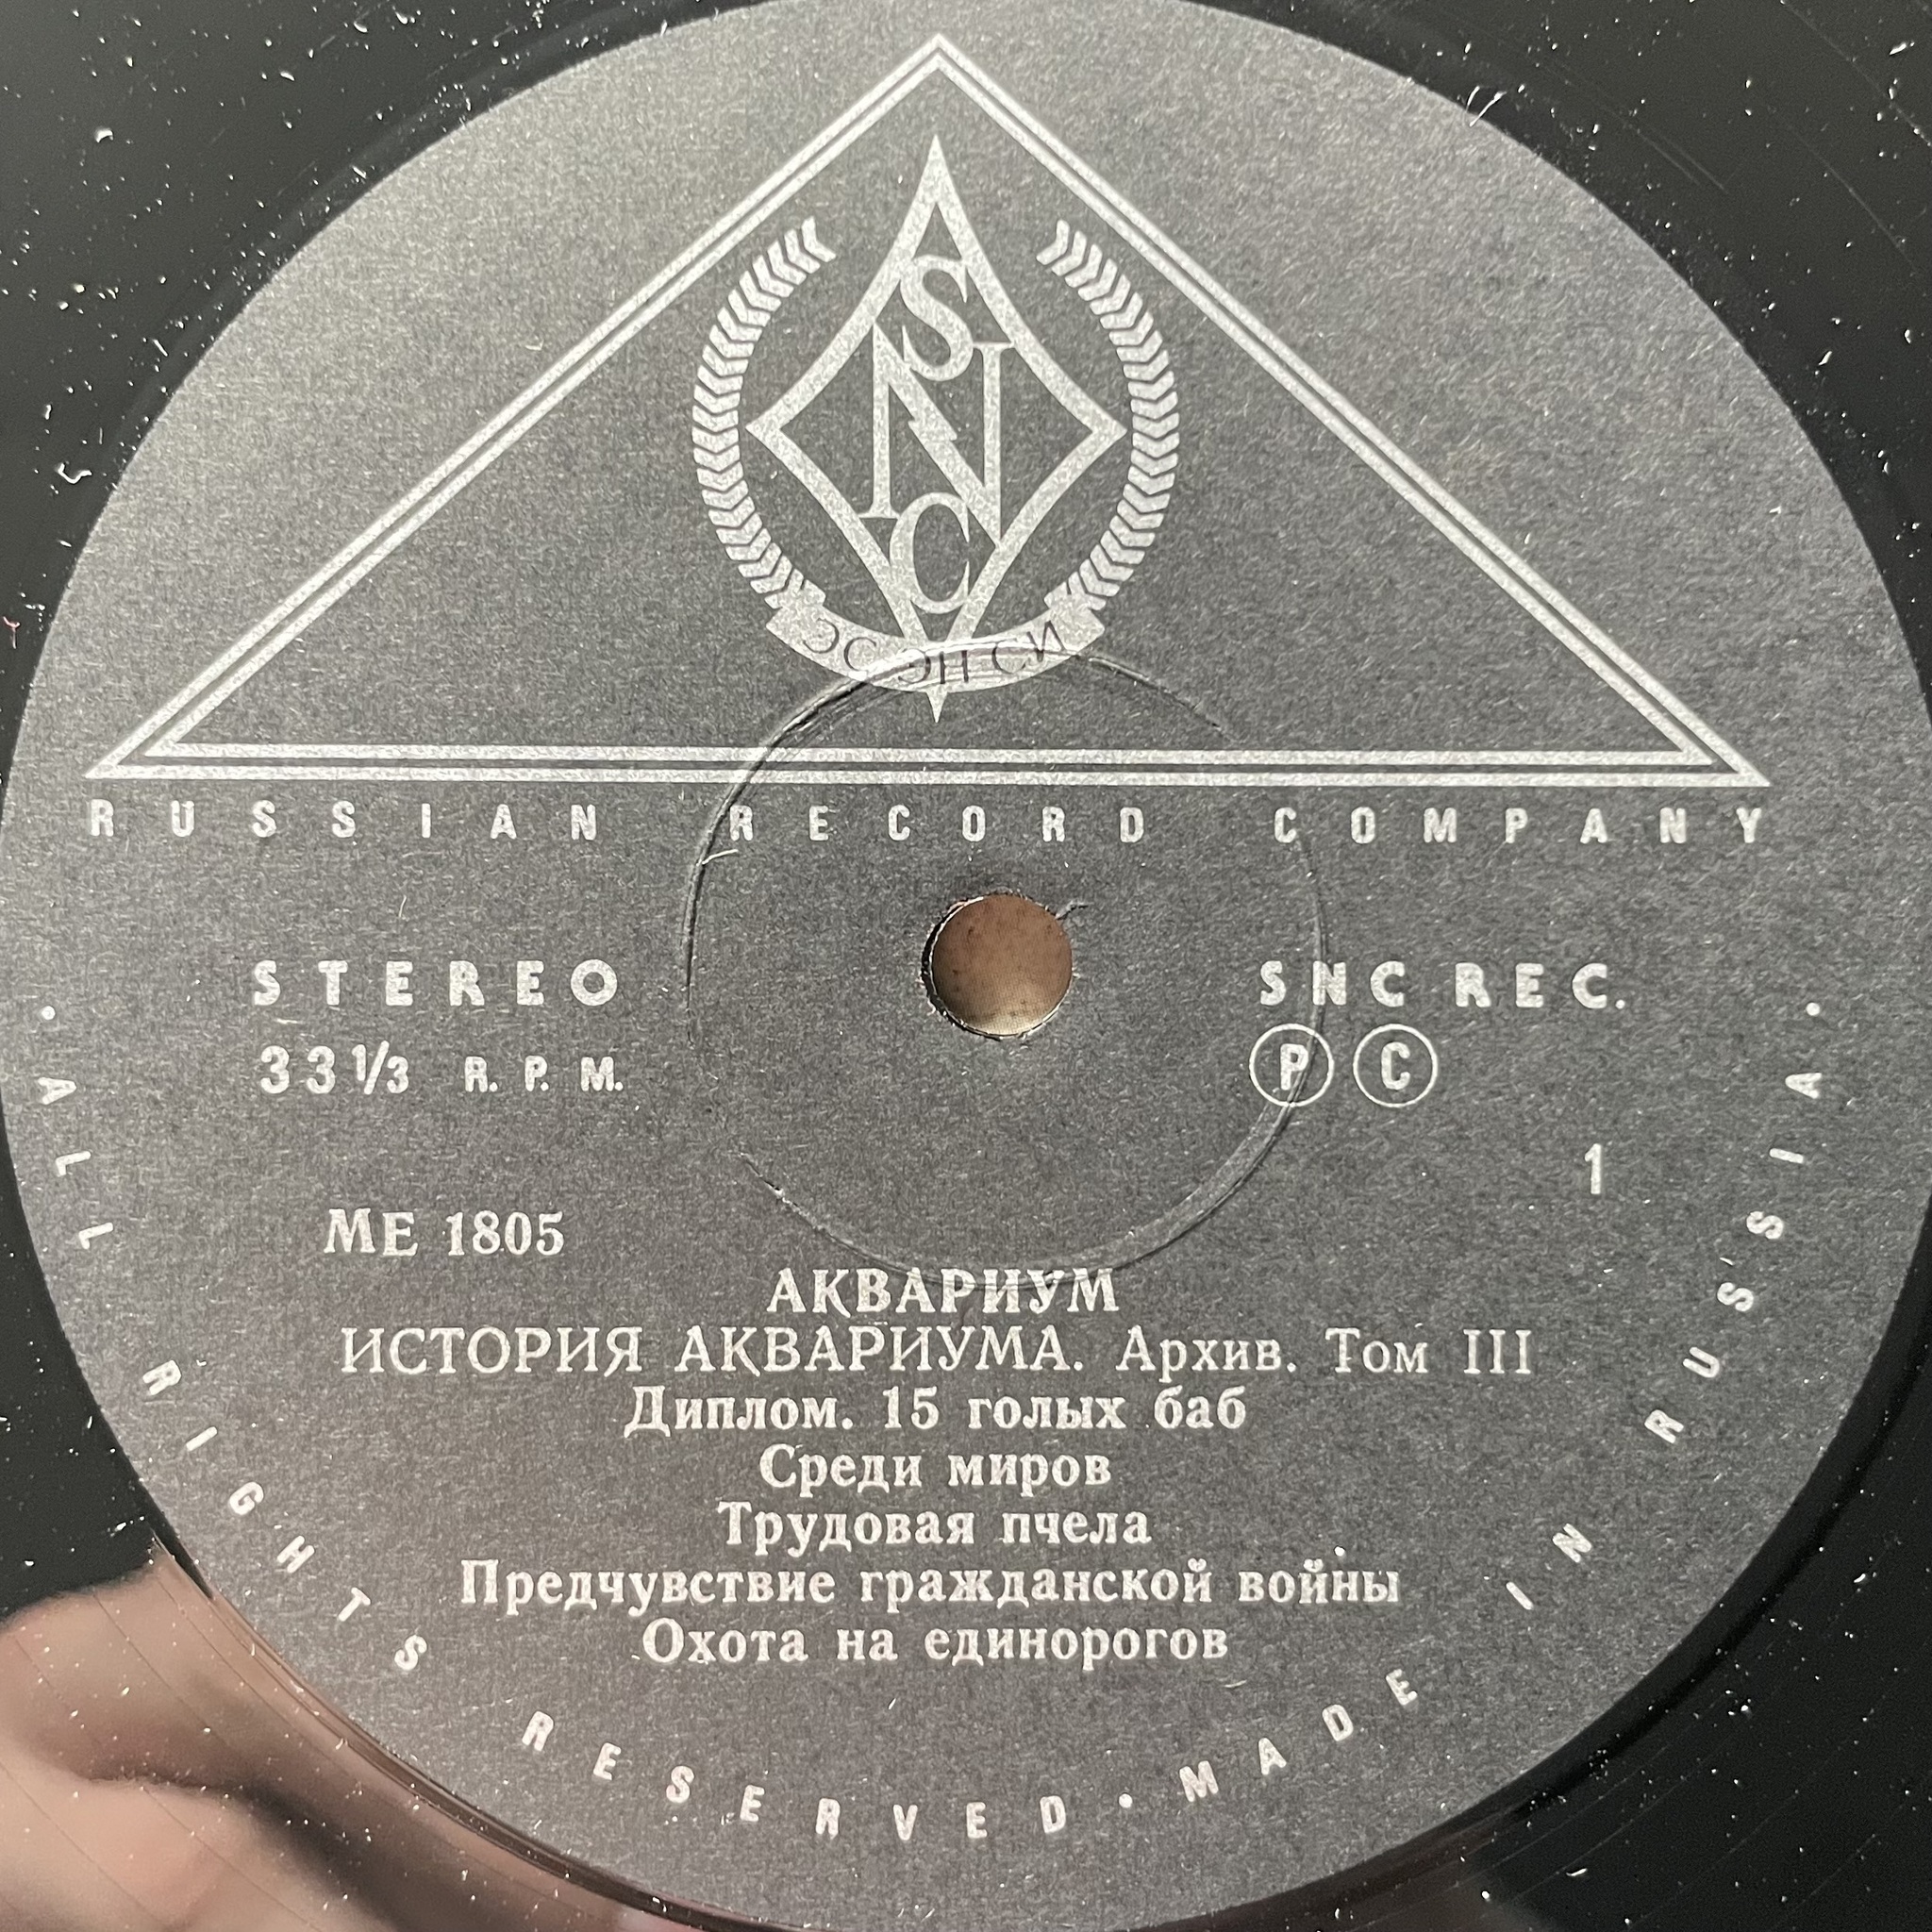 SNC
ЭС ЭН СИ
RUSSIAN RECORD COMPANY
STEREO
SNC REC.
33 1/3 R. P. M.
Ⓟ Ⓒ
1
МЕ 1805
АКВАРИУМ
ИСТОРИЯ АКВАРИУМА. Архив. Том III
Диплом. 15 голых баб
Среди миров
Трудовая пчела
Предчувствие гражданской войны
Охота на единорогов
· ALL RIGHTS RESERVED · MADE IN RUSSIA ·